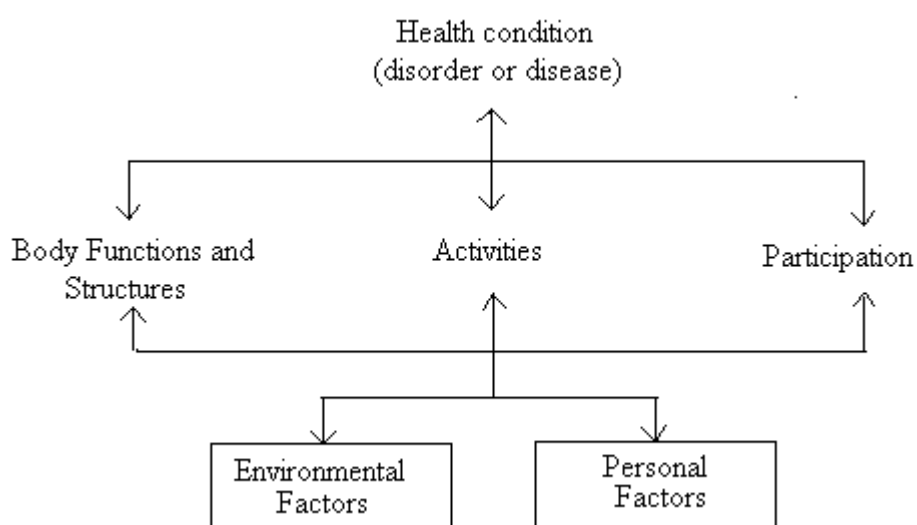 Health condition
(disorder or disease)
Body Functions and
Structures
Activities
Participation
Environmental
Factors
Personal
Factors